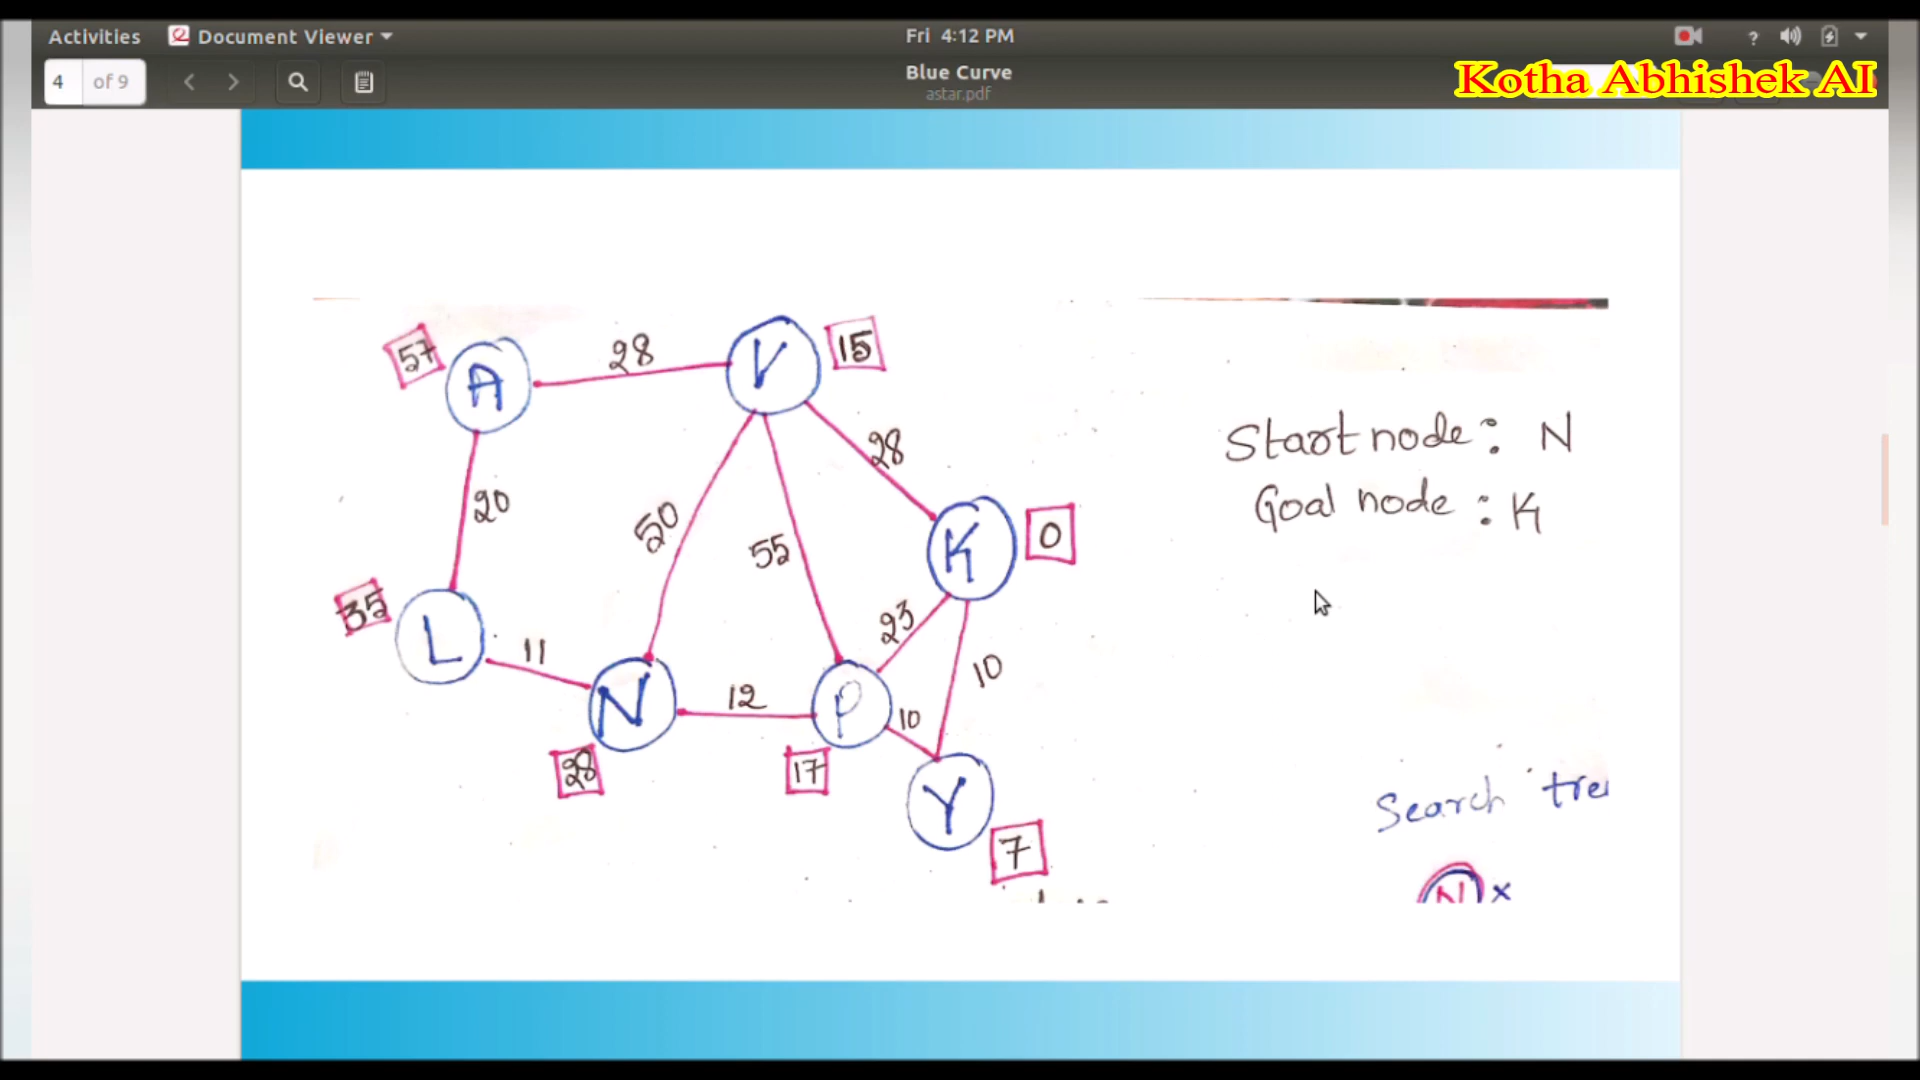 Activities Document Viewer Fri 4:12 PM ?
4 of 9 Blue Curve
astar.pdf
Kotha Abhishek AI
57 A 28 V 15
28
Start node: N
20 50 55 K 0
Goal node: K
35 L 11 23
N 12 P 10 10
28 17 Y
7
Search tre
N x